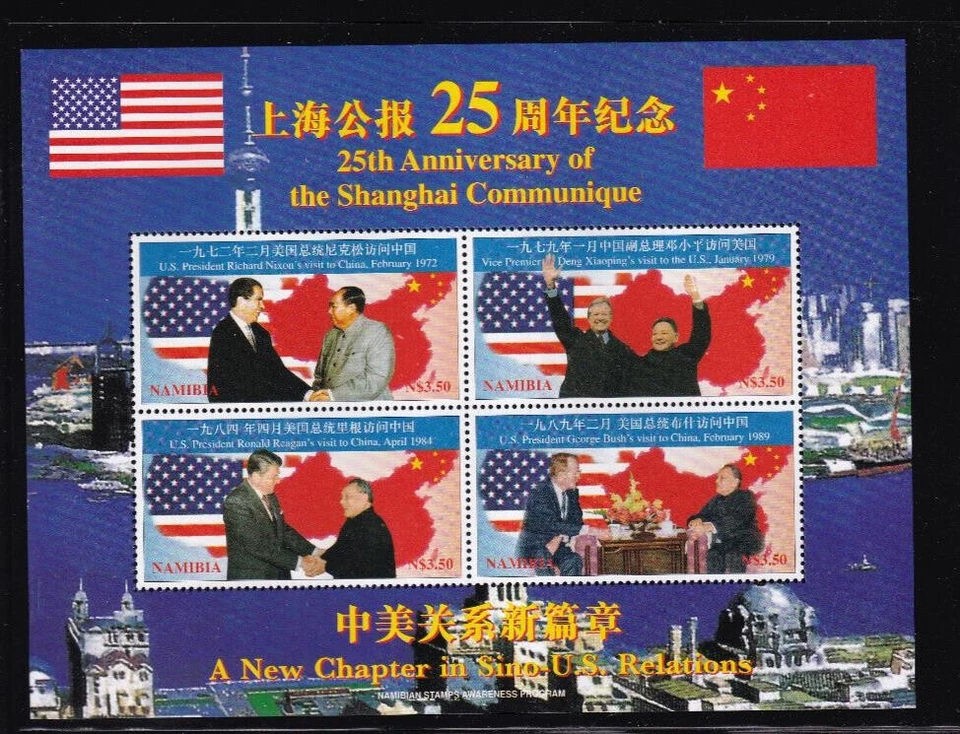 上海公报 25 周年纪念
25th Anniversary of
the Shanghai Communique
一九七二年二月美国总统尼克松访问中国
U.S. President Richard Nixon's visit to China, February 1972
NAMIBIA
N$3.50
一九七九年一月中国副总理邓小平访问美国
Vice Premier Deng Xiaoping's visit to the U.S., January 1979
NAMIBIA
N$3.50
一九八四年四月美国总统里根访问中国
U.S. President Ronald Reagan's visit to China, April 1984
NAMIBIA
N$3.50
一九八九年二月 美国总统布什访问中国
U.S. President George Bush's visit to China, February 1989
NAMIBIA
N$3.50
中美关系新篇章
A New Chapter in Sino-U.S. Relations
NAMIBIAN STAMPS AWARENESS PROGRAM